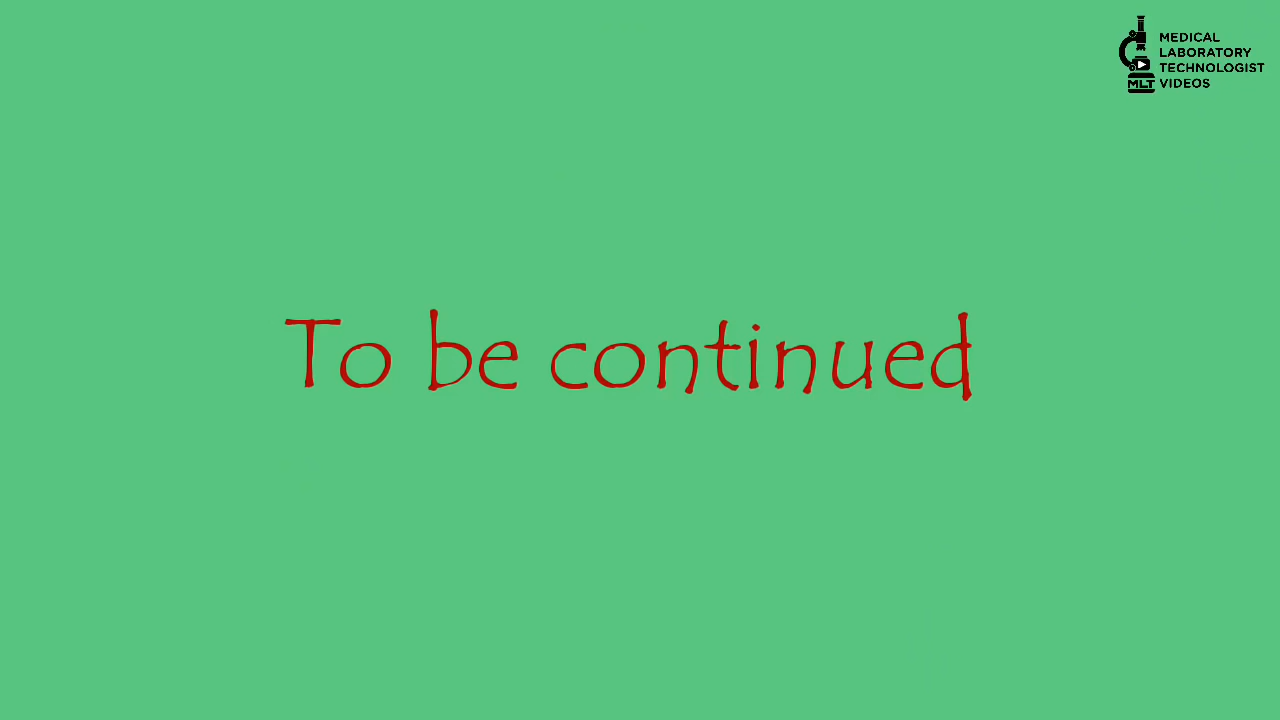 MEDICAL
LABORATORY
TECHNOLOGIST
MLT VIDEOS
To be continued